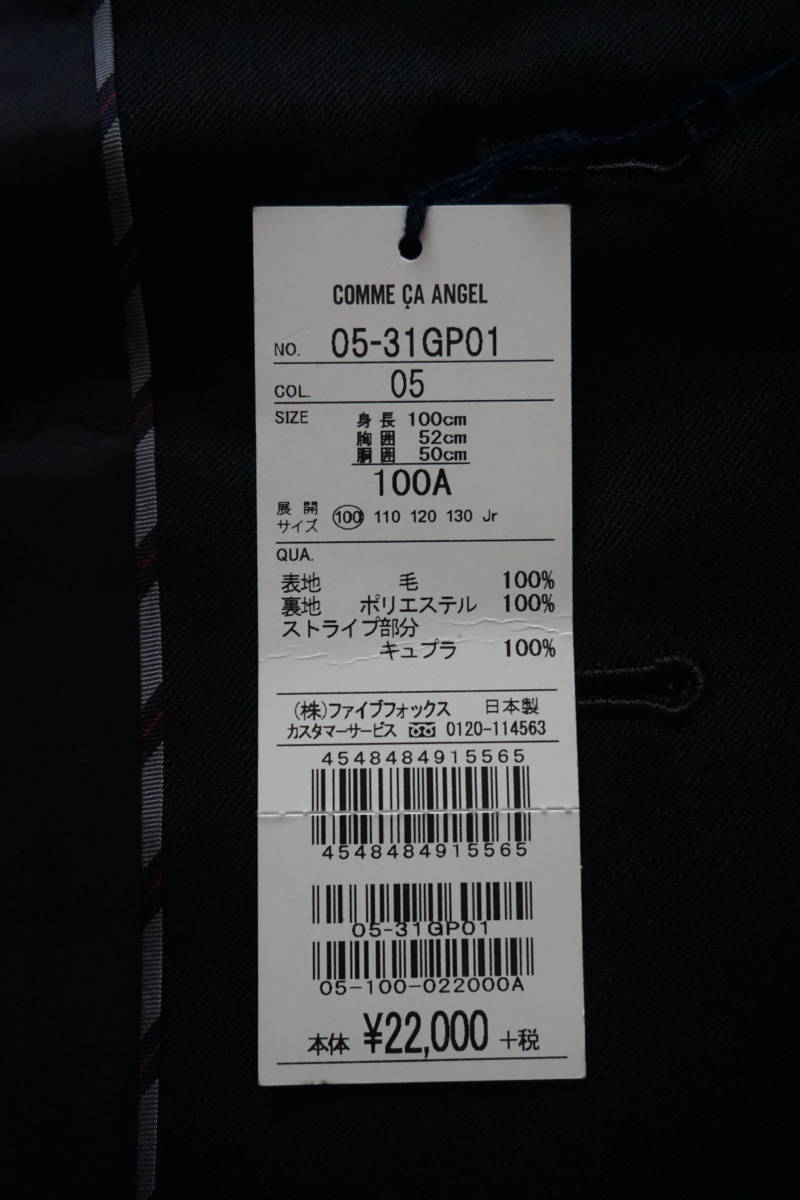 COMME ÇA ANGEL
NO. 05-31GP01
COL. 05
SIZE 身長 100cm
胸囲 52cm
胴囲 50cm
100A
展開
サイズ 100 110 120 130 Jr
QUA.
表地 毛 100%
裏地 ポリエステル 100%
ストライプ部分
キュプラ 100%
(株)ファイブフォックス 日本製
カスタマーサービス 0120-114563
4548484915565
4548484915565
05-31GP01
05-100-022000A
本体 ¥22,000 +税